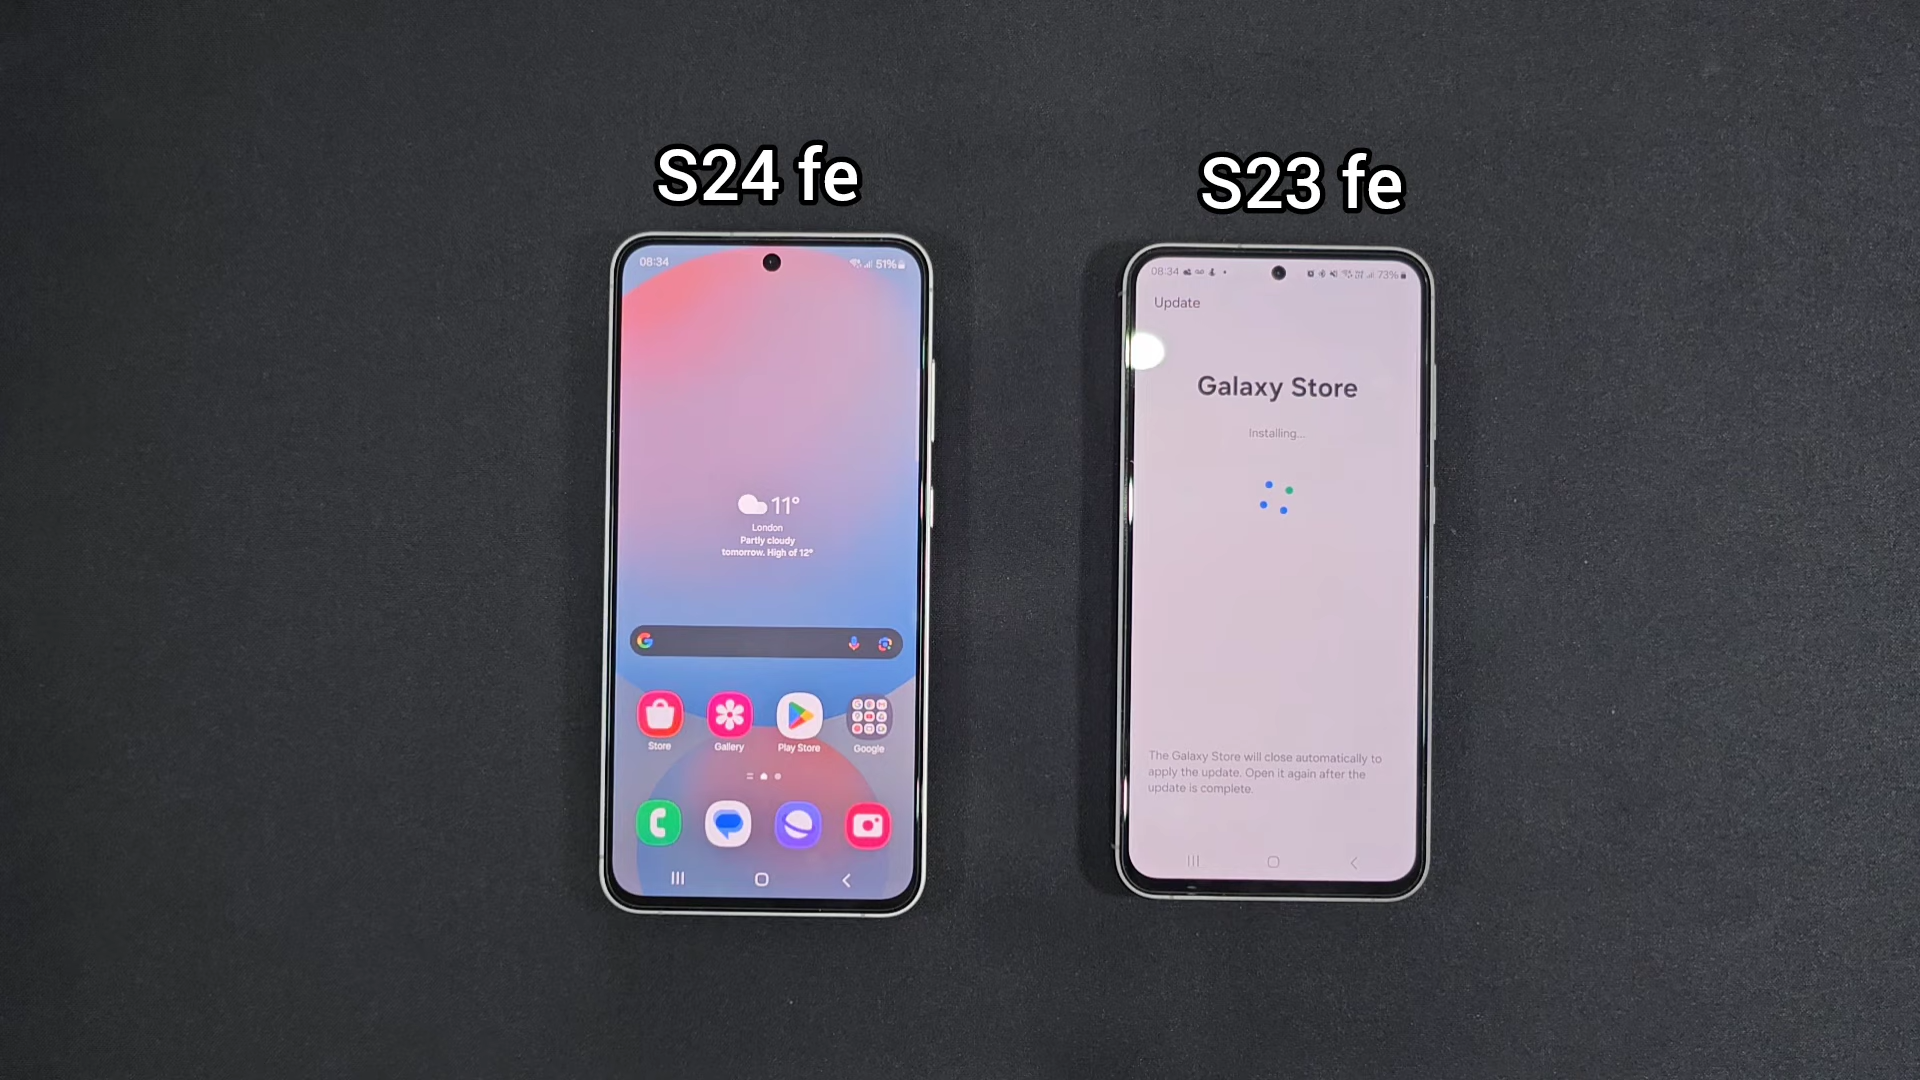 S24 fe
S23 fe
08:34
51%
11°
London
Partly cloudy
tomorrow. High of 12°
G
Store
Gallery
Play Store
Google
08:34
73%
Update
Galaxy Store
Installing...
The Galaxy Store will close automatically to
apply the update. Open it again after the
update is complete.